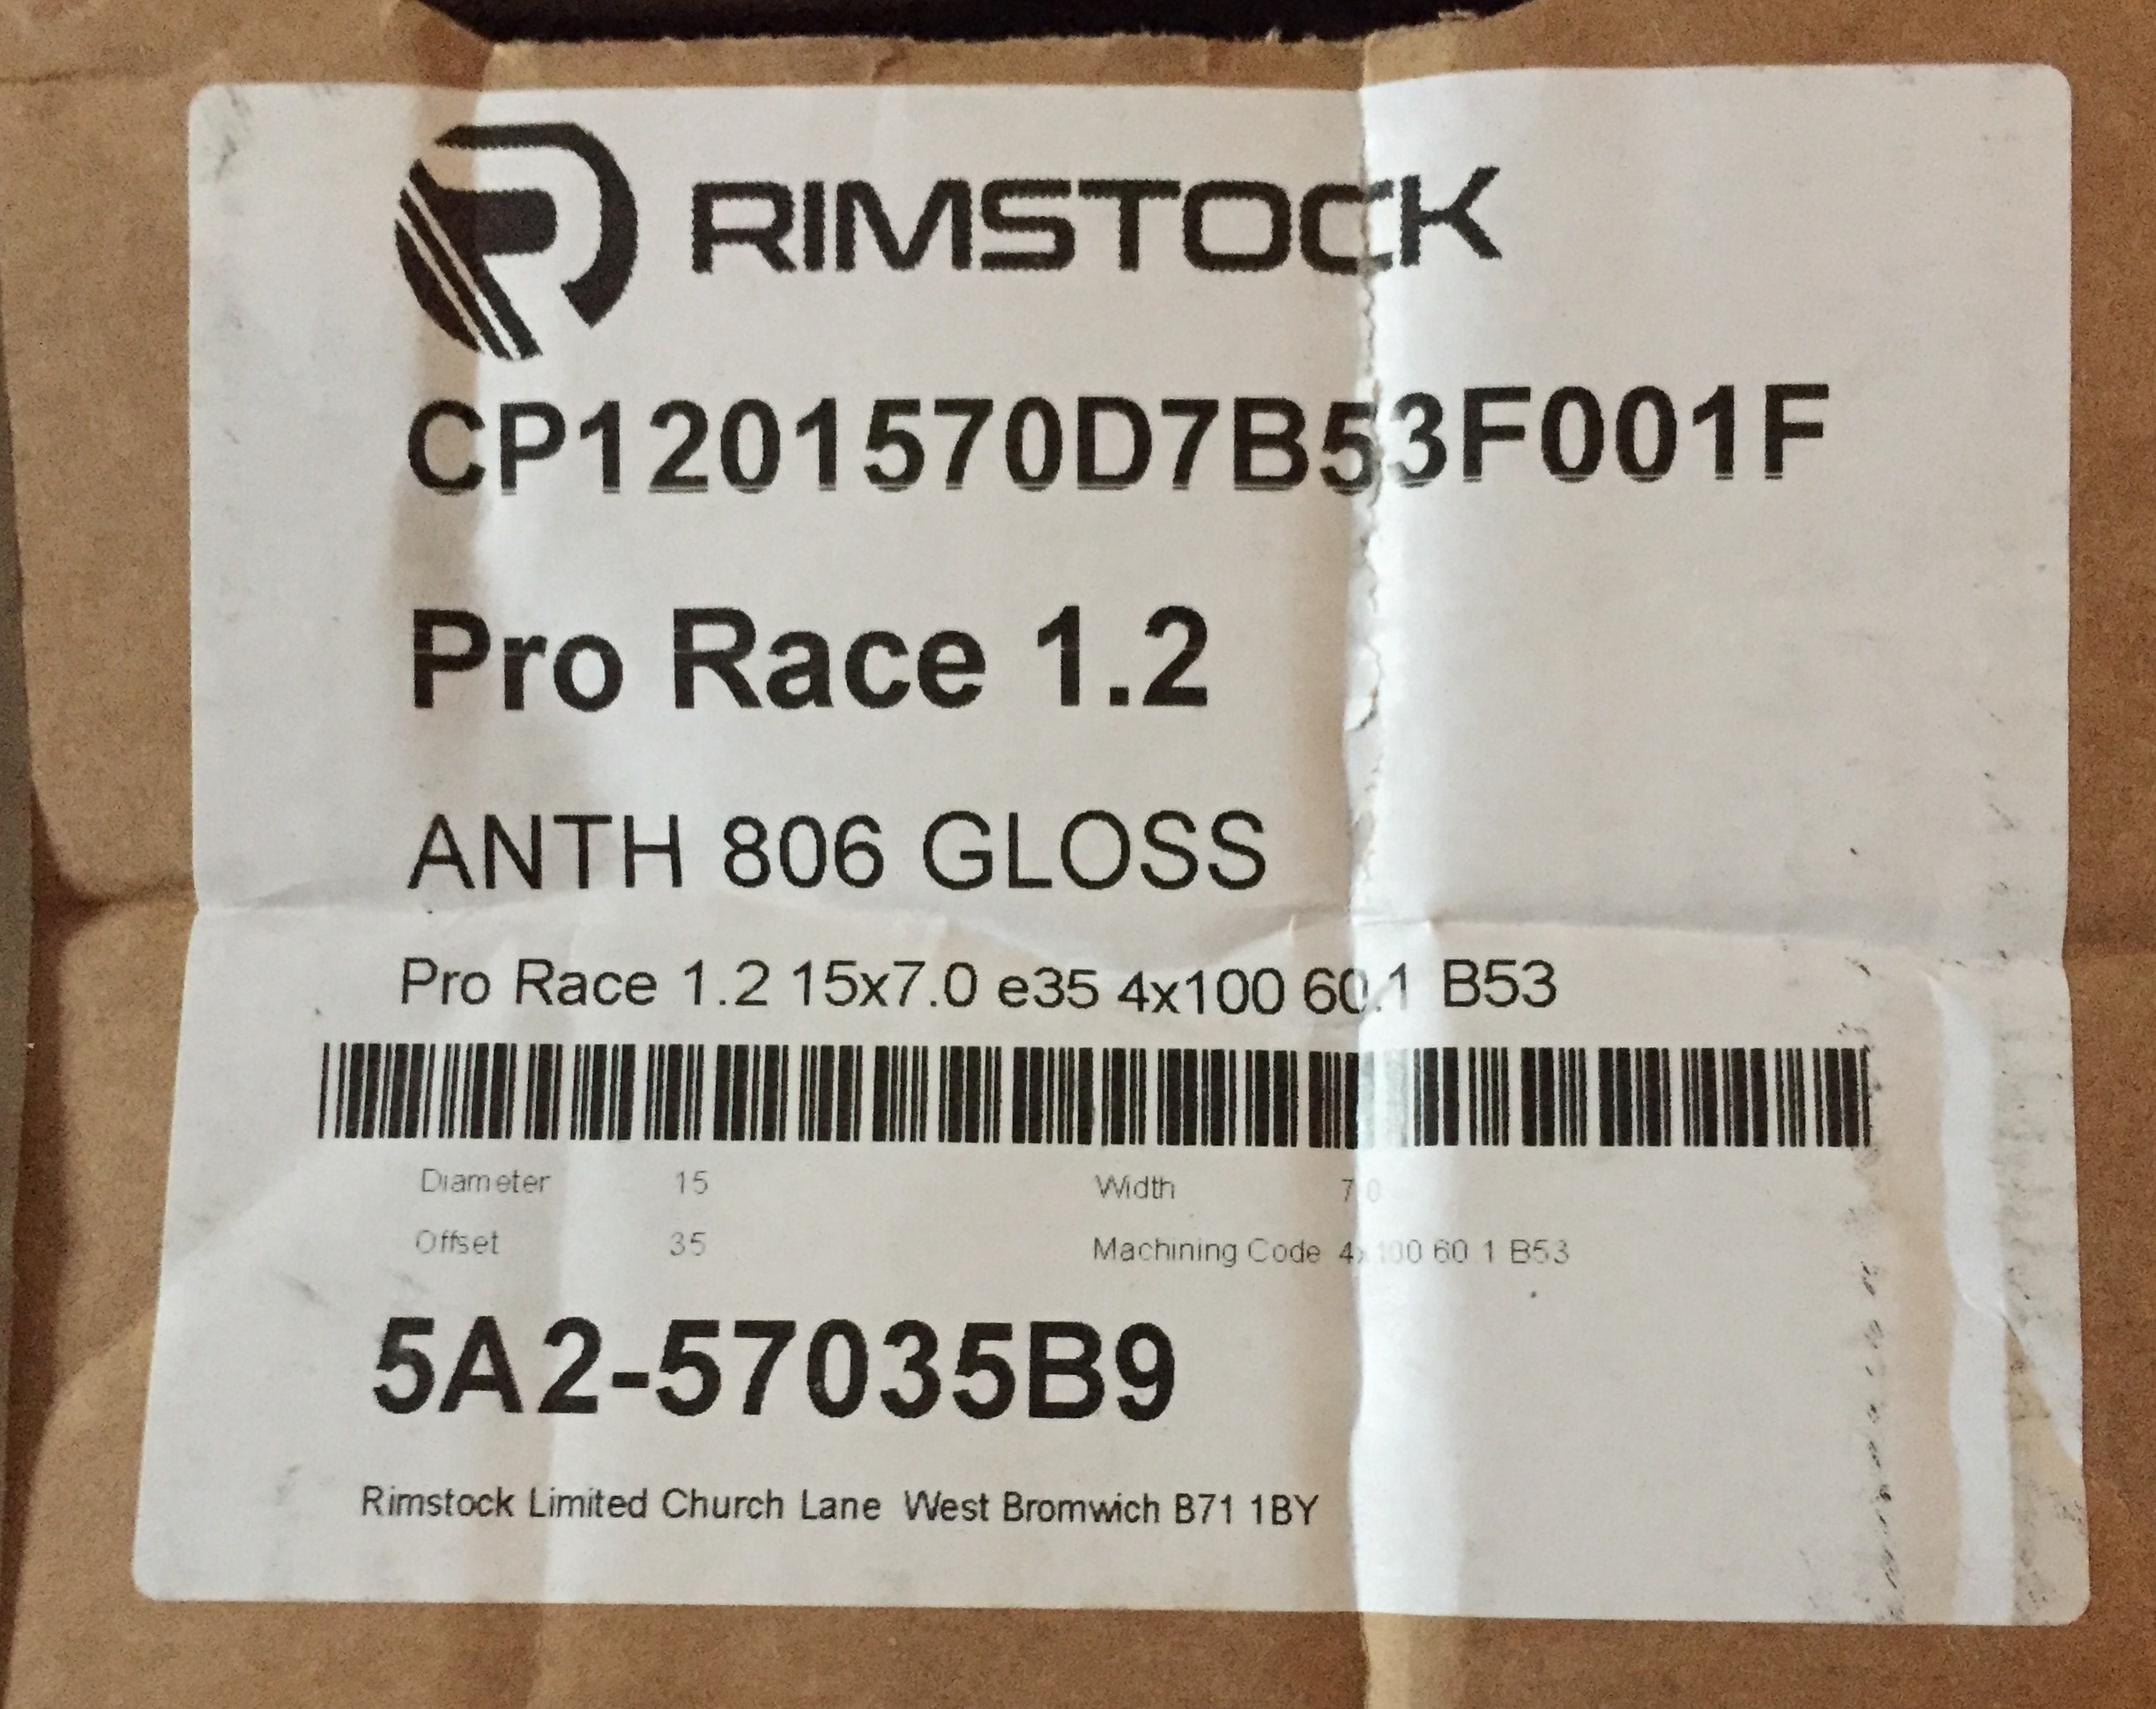 RIMSTOCK
CP1201570D7B53F001F
Pro Race 1.2
ANTH 806 GLOSS
Pro Race 1.2 15x7.0 e35 4x100 60.1 B53
Diameter 15 Width 7.0
Offset 35 Machining Code 4x100 60.1 B53
5A2-57035B9
Rimstock Limited Church Lane West Bromwich B71 1BY